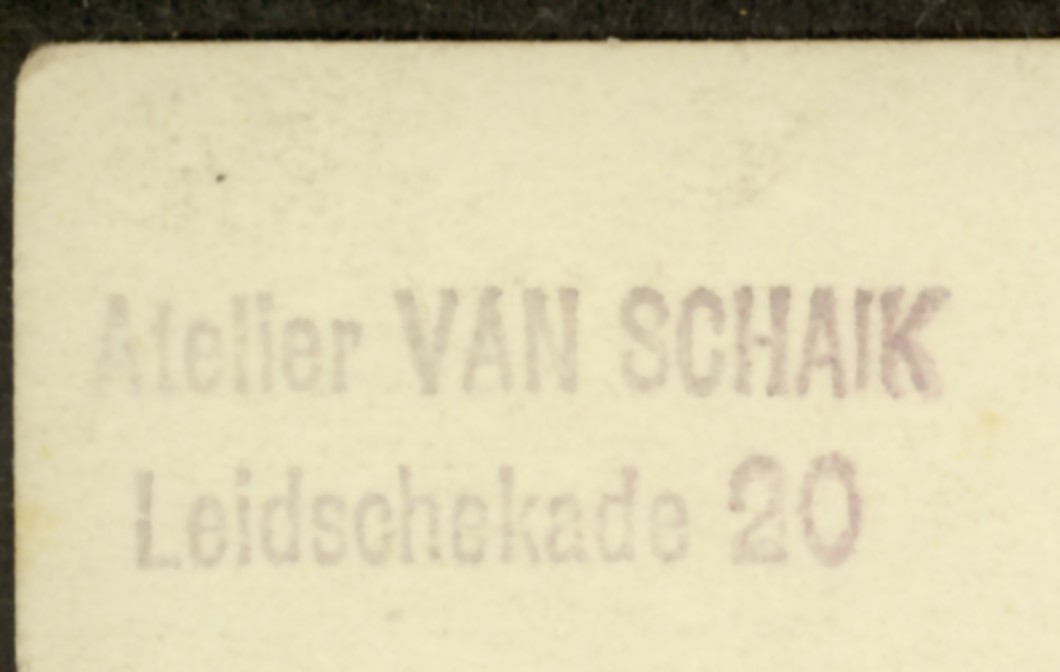 Atelier VAN SCHAIK
Leidschekade 20